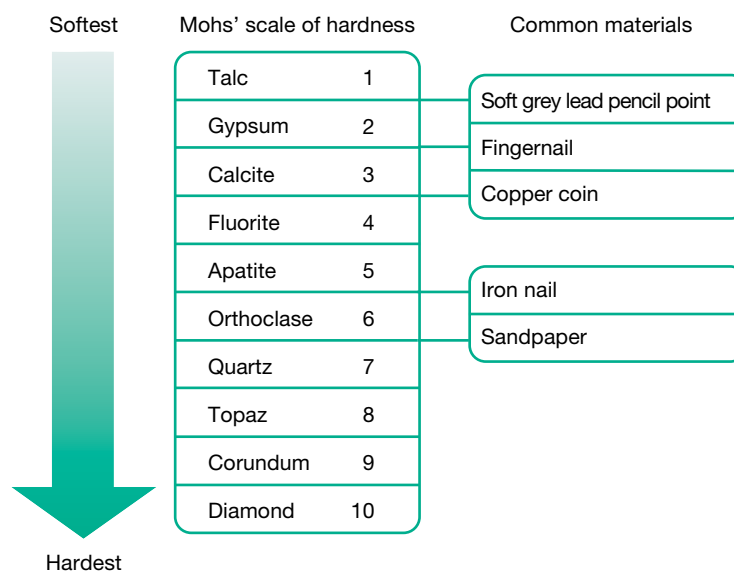 Softest Mohs’ scale of hardness Common materials
Talc 1
Soft grey lead pencil point
Gypsum 2
Fingernail
Calcite 3
Copper coin
Fluorite 4
Apatite 5
Iron nail
Orthoclase 6
Sandpaper
Quartz 7
Topaz 8
Corundum 9
Diamond 10
Hardest